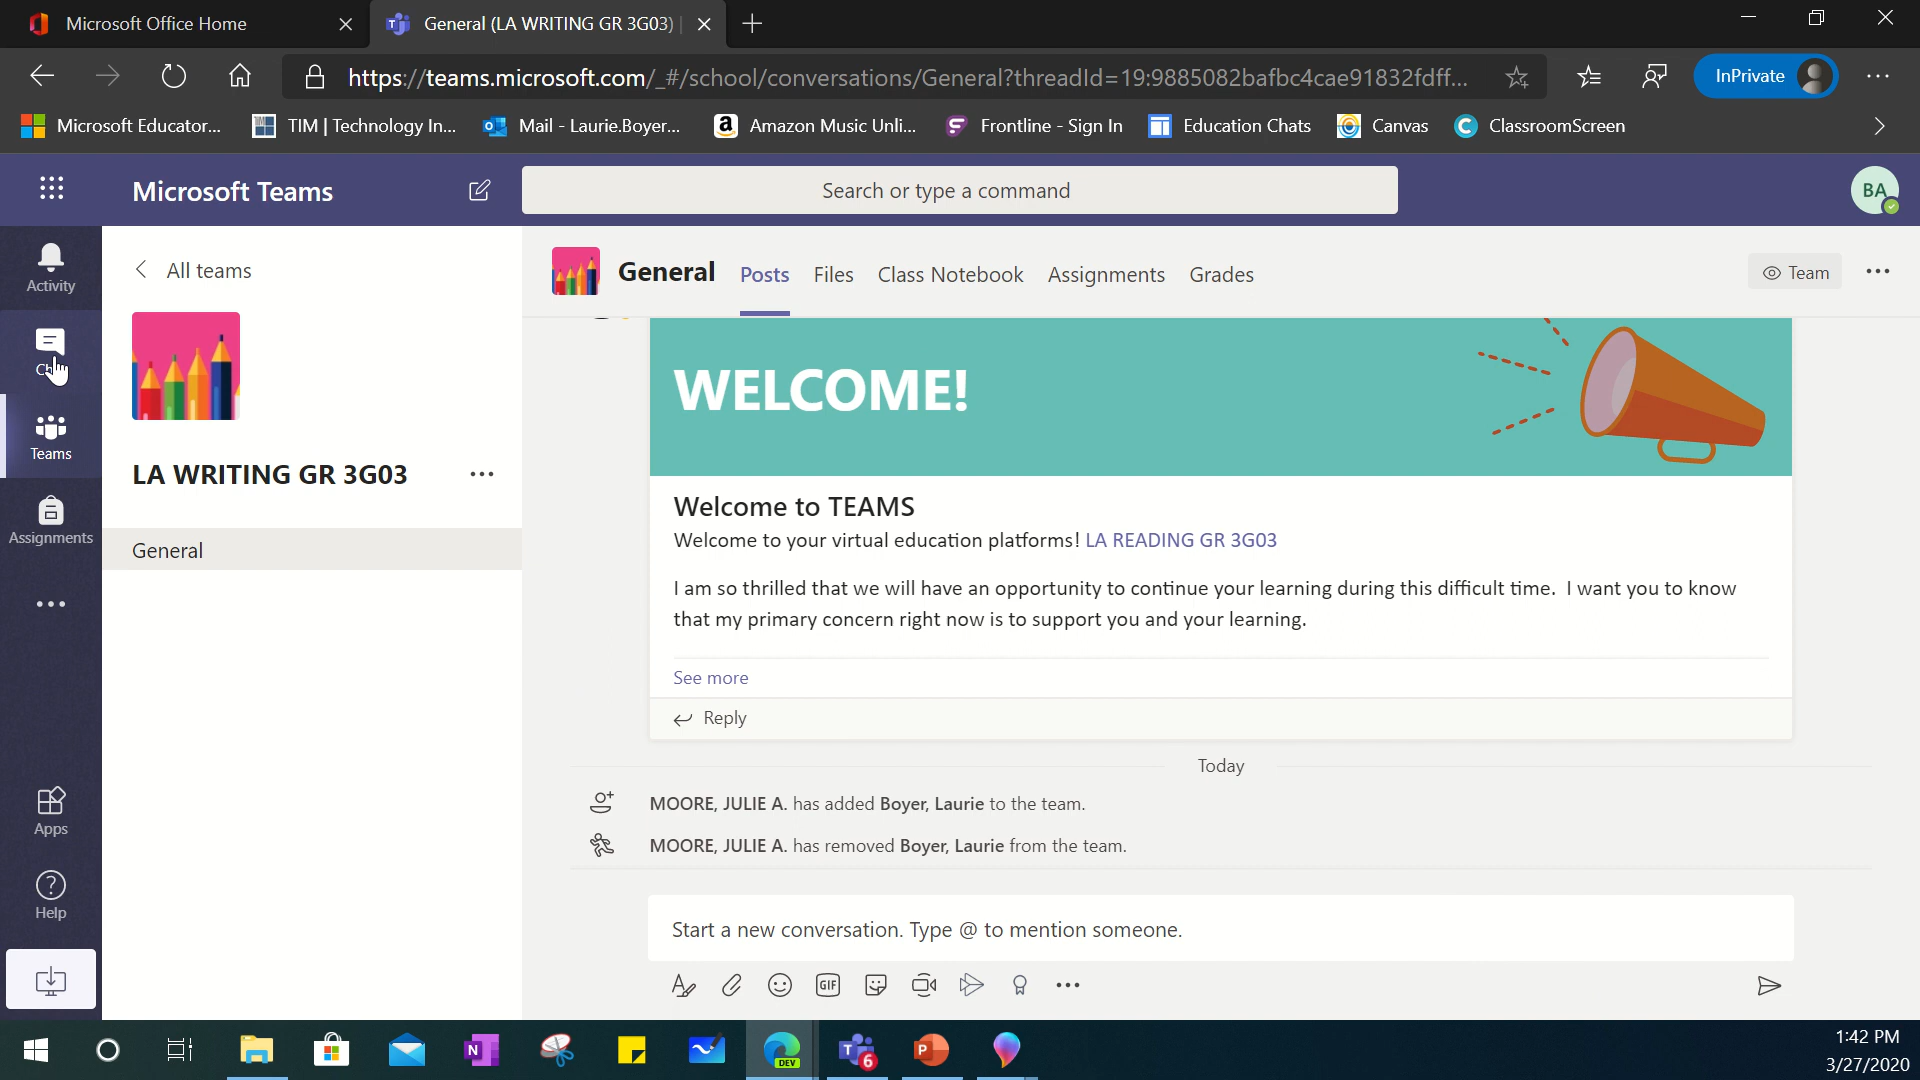 Microsoft Office Home
General (LA WRITING GR 3G03) |
https://teams.microsoft.com/_#/school/conversations/General?threadId=19:9885082bafbc4cae91832fdff...
InPrivate
Microsoft Educator...
TIM | Technology In...
Mail - Laurie.Boyer...
Amazon Music Unli...
Frontline - Sign In
Education Chats
Canvas
ClassroomScreen
Microsoft Teams
Search or type a command
BA
Activity
Teams
Assignments
Apps
Help
All teams
LA WRITING GR 3G03
General
General
Posts
Files
Class Notebook
Assignments
Grades
Team
WELCOME!
Welcome to TEAMS
Welcome to your virtual education platforms! LA READING GR 3G03
I am so thrilled that we will have an opportunity to continue your learning during this difficult time. I want you to know
that my primary concern right now is to support you and your learning.
See more
Reply
Today
MOORE, JULIE A. has added Boyer, Laurie to the team.
MOORE, JULIE A. has removed Boyer, Laurie from the team.
Start a new conversation. Type @ to mention someone.
GIF
N
DEV
T
6
P
1:42 PM
3/27/2020